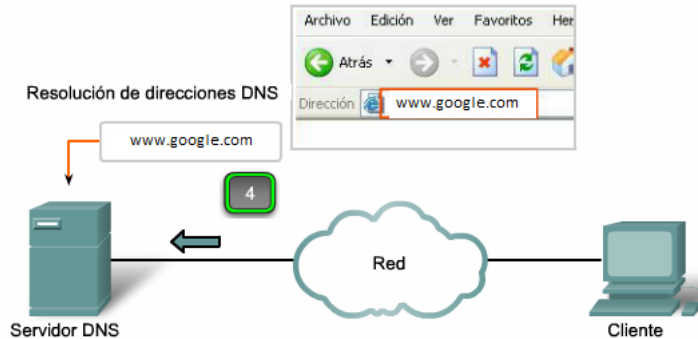 Archivo Edición Ver Favoritos Her
Atrás
Dirección www.google.com
Resolución de direcciones DNS
www.google.com
4
Red
Servidor DNS
Cliente